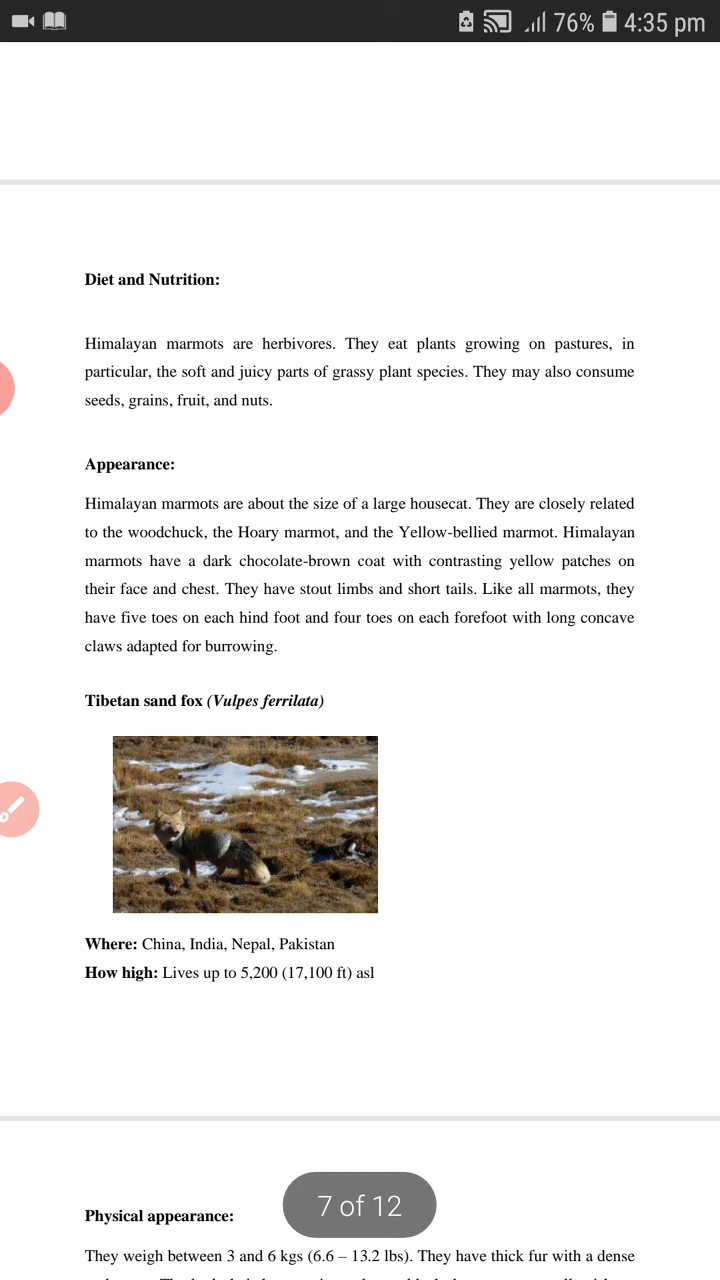 76% 4:35 pm
Diet and Nutrition:
Himalayan marmots are herbivores. They eat plants growing on pastures, in
particular, the soft and juicy parts of grassy plant species. They may also consume
seeds, grains, fruit, and nuts.
Appearance:
Himalayan marmots are about the size of a large housecat. They are closely related
to the woodchuck, the Hoary marmot, and the Yellow-bellied marmot. Himalayan
marmots have a dark chocolate-brown coat with contrasting yellow patches on
their face and chest. They have stout limbs and short tails. Like all marmots, they
have five toes on each hind foot and four toes on each forefoot with long concave
claws adapted for burrowing.
Tibetan sand fox (Vulpes ferrilata)
Where: China, India, Nepal, Pakistan
How high: Lives up to 5,200 (17,100 ft) asl
7 of 12
Physical appearance:
They weigh between 3 and 6 kgs (6.6 – 13.2 lbs). They have thick fur with a dense